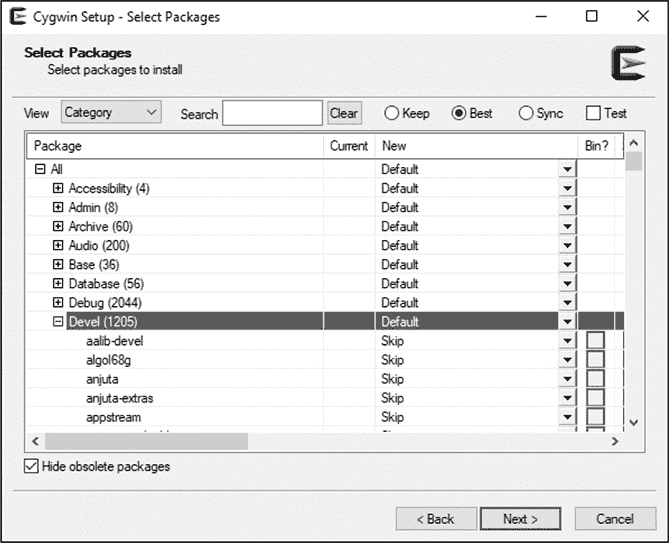 Cygwin Setup - Select Packages
Select Packages
Select packages to install
View Category Search Clear Keep Best Sync Test
Package Current New Bin?
All Default
Accessibility (4) Default
Admin (8) Default
Archive (60) Default
Audio (200) Default
Base (36) Default
Database (56) Default
Debug (2044) Default
Devel (1205) Default
aalib-devel Skip
algol68g Skip
anjuta Skip
anjuta-extras Skip
appstream Skip
Hide obsolete packages
< Back Next > Cancel